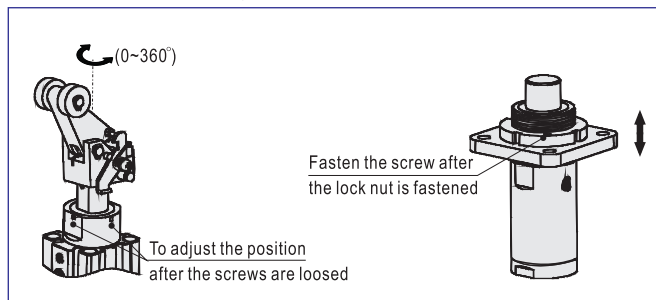 (0~360°)
Fasten the screw after
the lock nut is fastened
To adjust the position
after the screws are loosed